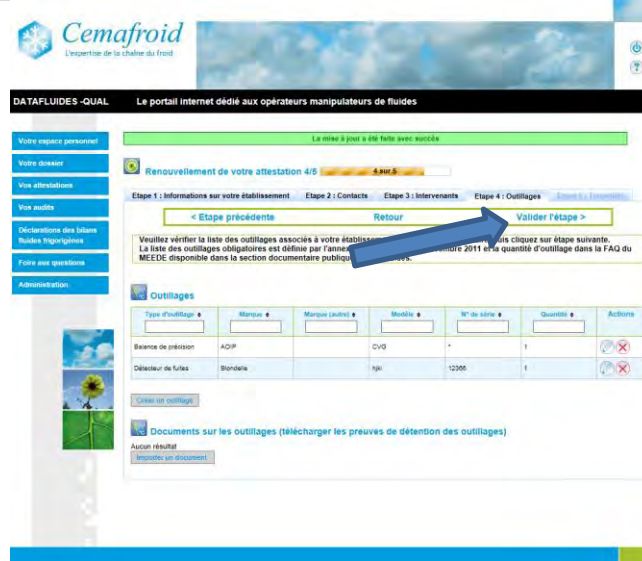 Cemafroid
L'expertise de la chaîne du froid
DATAFLUIDES -QUAL
Le portail internet dédié aux opérateurs manipulateurs de fluides
Votre espace personnel
Votre dossier
Vos attestations
Vos audits
Déclarations des bilans
fluides frigorigènes
Foire aux questions
Administration
La mise à jour a été faite avec succès
Renouvellement de votre attestation 4/5
4 sur 5
Etape 1 : Informations sur votre établissement
Etape 2 : Contacts
Etape 3 : Intervenants
Etape 4 : Outillages
< Etape précédente
Retour
Valider l'étape >
Veuillez vérifier la liste des outillages associés à votre établis
puis cliquez sur étape suivante.
La liste des outillages obligatoires est définie par l'annex
2011 et la quantité d'outillage dans la FAQ du
MEEDE disponible dans la section documentaire publiqu
Outillages
Type d'outillage
Marque
Marque (autre)
Modèle
N° de série
Quantité
Actions
Balance de précision
AOIP
CVG
*
1
Détecteur de fuites
Blondelle
hjkl
12366
1
Créer un outillage
Documents sur les outillages (télécharger les preuves de détention des outillages)
Aucun résultat
Importer un document